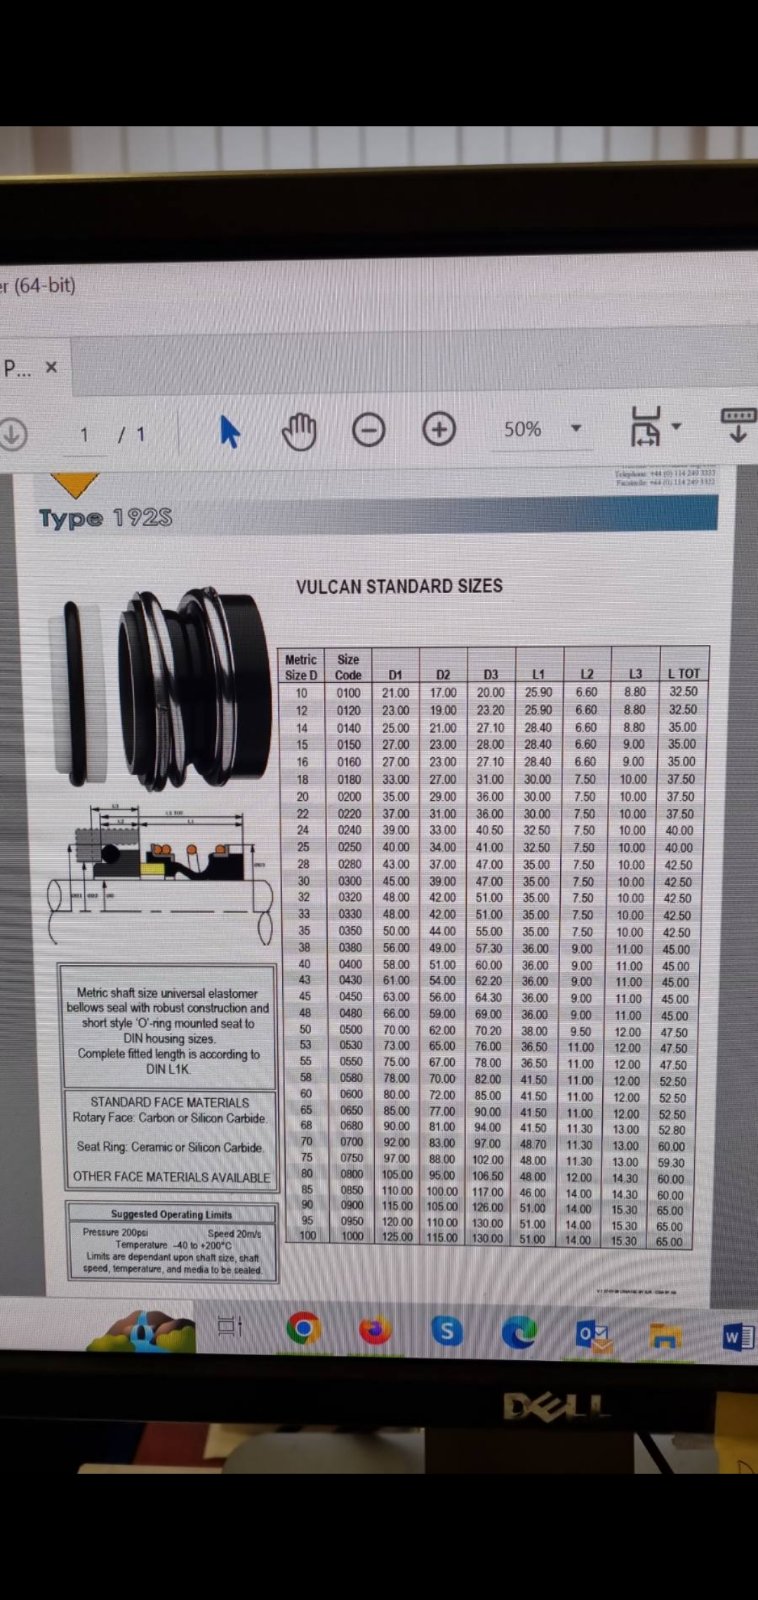 er (64-bit)
P... ×
1 / 1 50%
Telephone: +44 (0) 114 249 3333
Facsimile: +44 (0) 114 249 3322
Type 192S
VULCAN STANDARD SIZES
Metric Size D Size Code D1 D2 D3 L1 L2 L3 L TOT
10 0100 21.00 17.00 20.00 25.90 6.60 8.80 32.50
12 0120 23.00 19.00 23.20 25.90 6.60 8.80 32.50
14 0140 25.00 21.00 27.10 28.40 6.60 8.80 35.00
15 0150 27.00 23.00 28.00 28.40 6.60 9.00 35.00
16 0160 27.00 23.00 27.10 28.40 6.60 9.00 35.00
18 0180 33.00 27.00 31.00 30.00 7.50 10.00 37.50
20 0200 35.00 29.00 36.00 30.00 7.50 10.00 37.50
22 0220 37.00 31.00 36.00 30.00 7.50 10.00 37.50
24 0240 39.00 33.00 40.50 32.50 7.50 10.00 40.00
25 0250 40.00 34.00 41.00 32.50 7.50 10.00 40.00
28 0280 43.00 37.00 47.00 35.00 7.50 10.00 42.50
30 0300 45.00 39.00 47.00 35.00 7.50 10.00 42.50
32 0320 48.00 42.00 51.00 35.00 7.50 10.00 42.50
33 0330 48.00 42.00 51.00 35.00 7.50 10.00 42.50
35 0350 50.00 44.00 55.00 35.00 7.50 10.00 42.50
38 0380 56.00 49.00 57.30 36.00 9.00 11.00 45.00
40 0400 58.00 51.00 60.00 36.00 9.00 11.00 45.00
43 0430 61.00 54.00 62.20 36.00 9.00 11.00 45.00
45 0450 63.00 56.00 64.30 36.00 9.00 11.00 45.00
48 0480 66.00 59.00 69.00 36.00 9.00 11.00 45.00
50 0500 70.00 62.00 70.20 38.00 9.50 12.00 47.50
53 0530 73.00 65.00 76.00 36.50 11.00 12.00 47.50
55 0550 75.00 67.00 78.00 36.50 11.00 12.00 47.50
58 0580 78.00 70.00 82.00 41.50 11.00 12.00 52.50
60 0600 80.00 72.00 85.00 41.50 11.00 12.00 52.50
65 0650 85.00 77.00 90.00 41.50 11.00 12.00 52.50
68 0680 90.00 81.00 94.00 41.50 11.30 13.00 52.80
70 0700 92.00 83.00 97.00 48.70 11.30 13.00 60.00
75 0750 97.00 88.00 102.00 48.00 11.30 13.00 59.30
80 0800 105.00 95.00 106.50 48.00 12.00 14.30 60.00
85 0850 110.00 100.00 117.00 46.00 14.00 14.30 60.00
90 0900 115.00 105.00 126.00 51.00 14.00 15.30 65.00
95 0950 120.00 110.00 130.00 51.00 14.00 15.30 65.00
100 1000 125.00 115.00 130.00 51.00 14.00 15.30 65.00
L3
L TOT
L2 L1
Metric shaft size universal elastomer
bellows seal with robust construction and
short style 'O'-ring mounted seat to
DIN housing sizes.
Complete fitted length is according to
DIN L1K
STANDARD FACE MATERIALS
Rotary Face: Carbon or Silicon Carbide.
Seat Ring: Ceramic or Silicon Carbide.
OTHER FACE MATERIALS AVAILABLE
Suggested Operating Limits
Pressure 200psi Speed 20m/s
Temperature -40 to +200°C
Limits are dependant upon shaft size, shaft
speed, temperature, and media to be sealed.
S O W
DELL